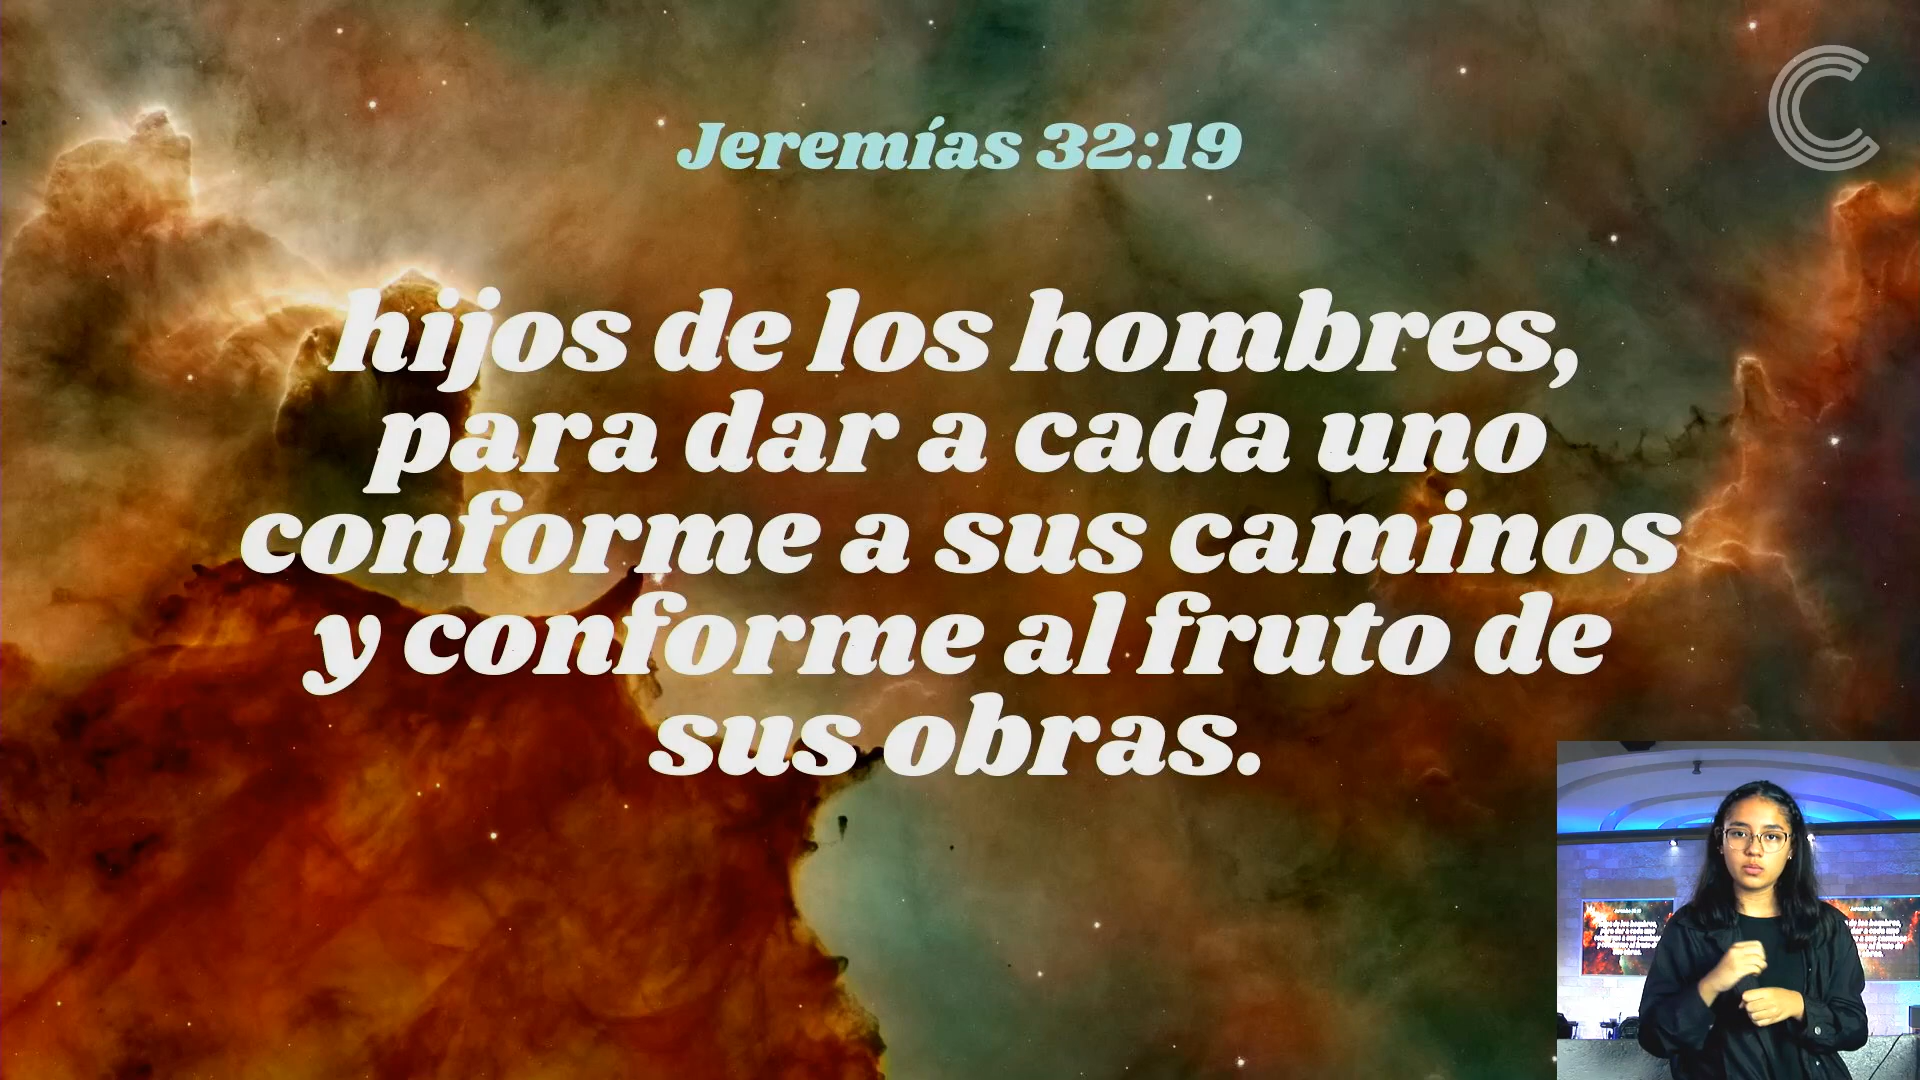 Jeremías 32:19
hijos de los hombres,
para dar a cada uno
conforme a sus caminos
y conforme al fruto de
sus obras.